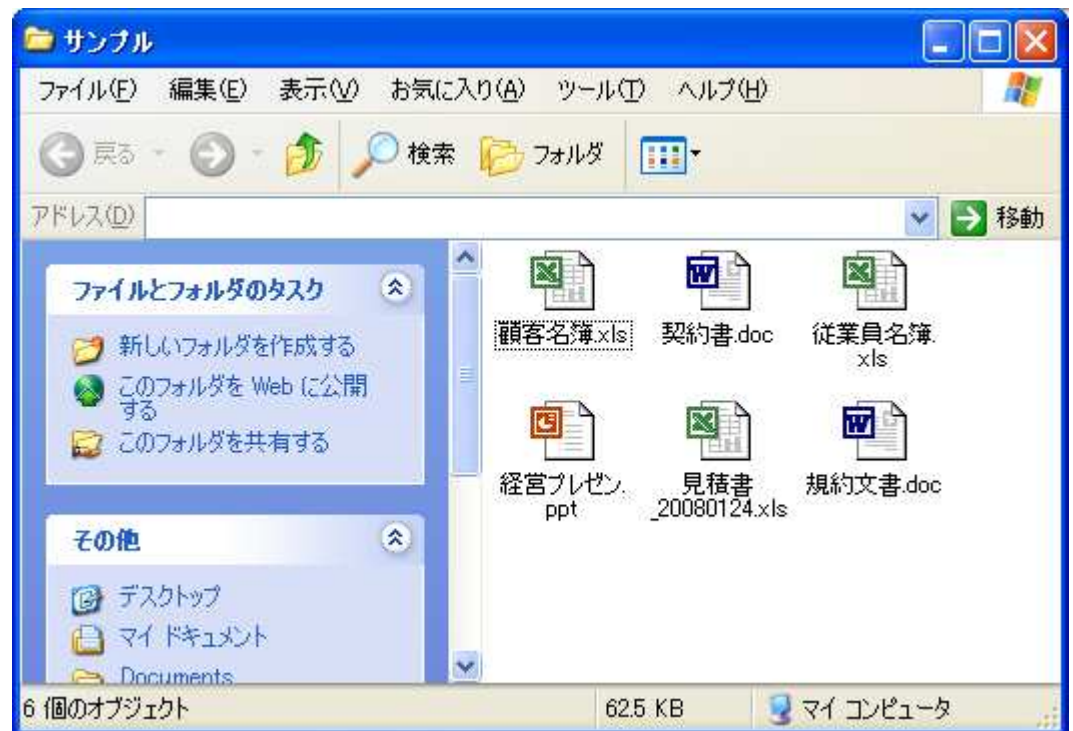 サンプル
ファイル(F) 編集(E) 表示(V) お気に入り(A) ツール(T) ヘルプ(H)
戻る 検索 フォルダ
アドレス(D) 移動
ファイルとフォルダのタスク
新しいフォルダを作成する
このフォルダを Web に公開
する
このフォルダを共有する
その他
デスクトップ
マイ ドキュメント
Documents
顧客名簿.xls 契約書.doc 従業員名簿.
xls
経営プレゼン. 見積書 規約文書.doc
ppt _20080124.xls
6 個のオブジェクト 62.5 KB マイ コンピュータ